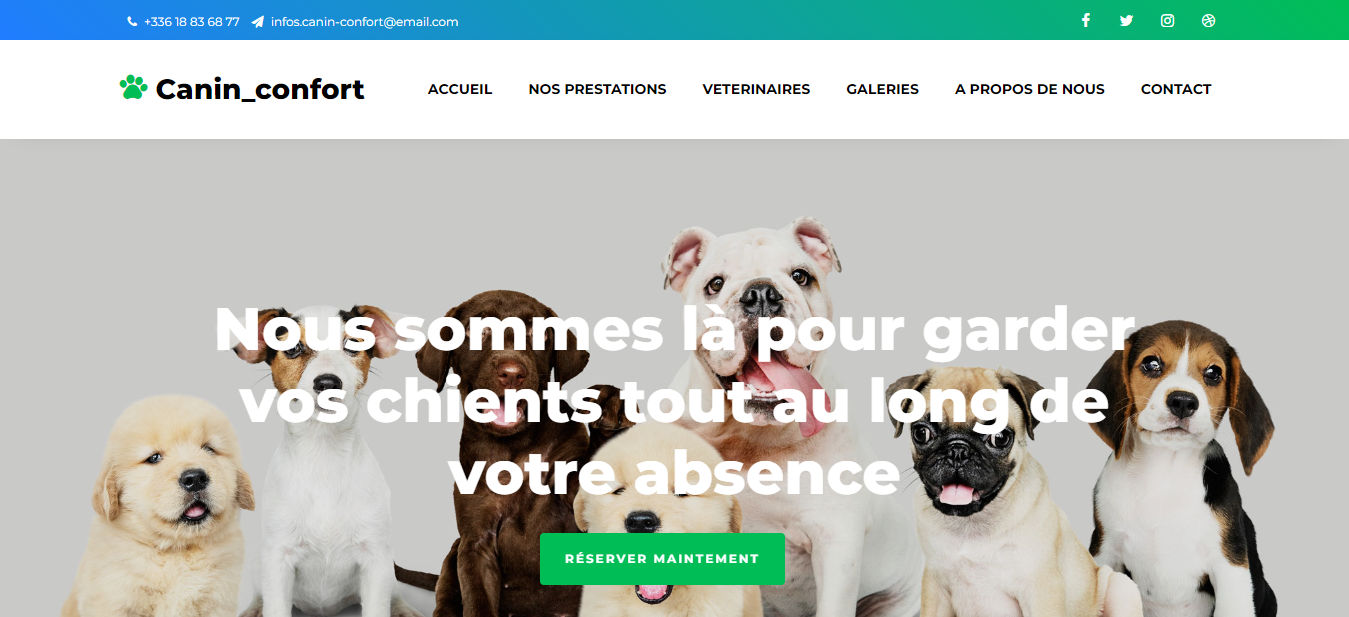 +336 18 83 68 77 infos.canin-confort@email.com
Canin_confort ACCUEIL NOS PRESTATIONS VETERINAIRES GALERIES A PROPOS DE NOUS CONTACT
Nous sommes là pour garder
vos chients tout au long de
votre absence
RÉSERVER MAINTEMENT